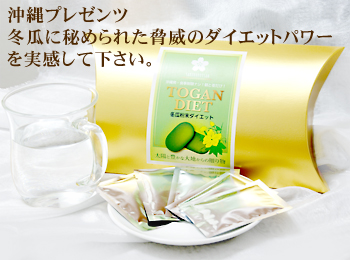 沖縄プレゼンツ
冬瓜に秘められた脅威のダイエットパワー
を実感して下さい。
TOGAN
DIET
冬瓜粉末ダイエット